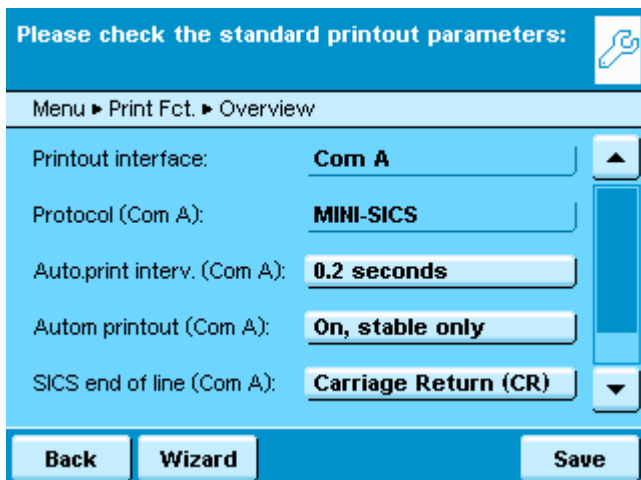 Please check the standard printout parameters:
Menu ▸ Print Fct. ▸ Overview
Printout interface: Com A
Protocol (Com A): MINI-SICS
Auto.print interv. (Com A): 0.2 seconds
Autom printout (Com A): On, stable only
SICS end of line (Com A): Carriage Return (CR)
Back Wizard Save